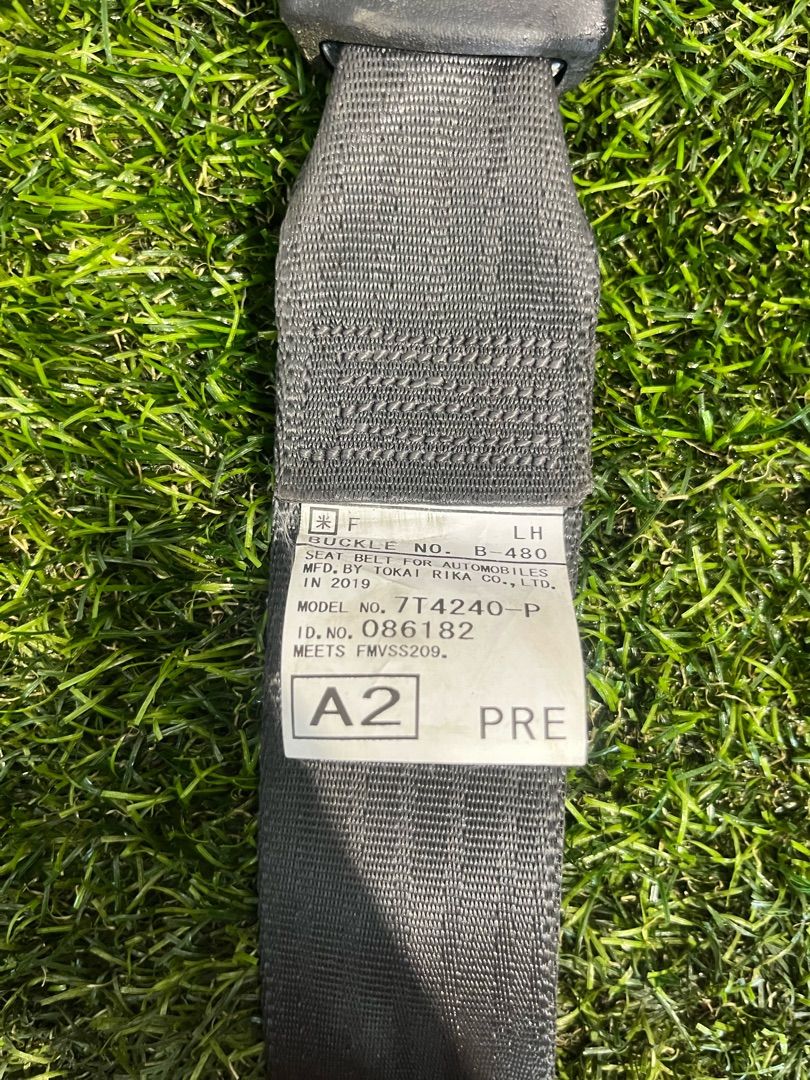 米 F LH
BUCKLE NO. B-480
SEAT BELT FOR AUTOMOBILES
MFD. BY TOKAI RIKA CO., LTD.
IN 2019
MODEL NO. 7T4240-P
ID. NO. 086182
MEETS FMVSS209.
A2 PRE